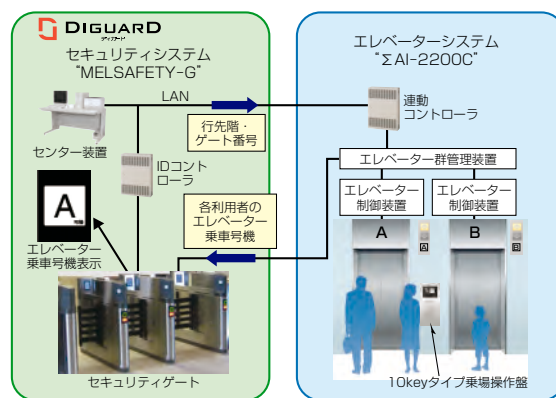 DIGUARD
ディガード
セキュリティシステム
"MELSAFETY-G"
LAN
センター装置
IDコント
ローラ
行先階・
ゲート番号
A
エレベーター
乗車号機表示
各利用者の
エレベーター
乗車号機
セキュリティゲート
エレベーターシステム
"ΣAI-2200C"
連動
コントローラ
エレベーター群管理装置
エレベーター
制御装置
エレベーター
制御装置
A
A
B
B
10keyタイプ乗場操作盤